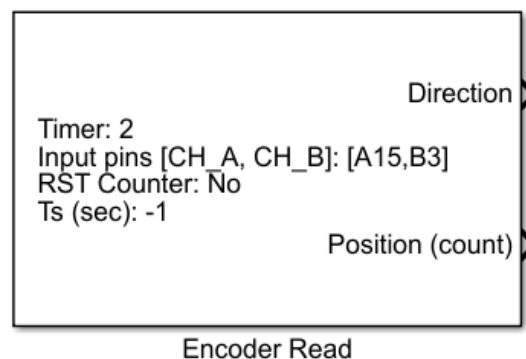 Direction
Timer: 2
Input pins [CH_A, CH_B]: [A15,B3]
RST Counter: No
Ts (sec): -1
Position (count)
Encoder Read